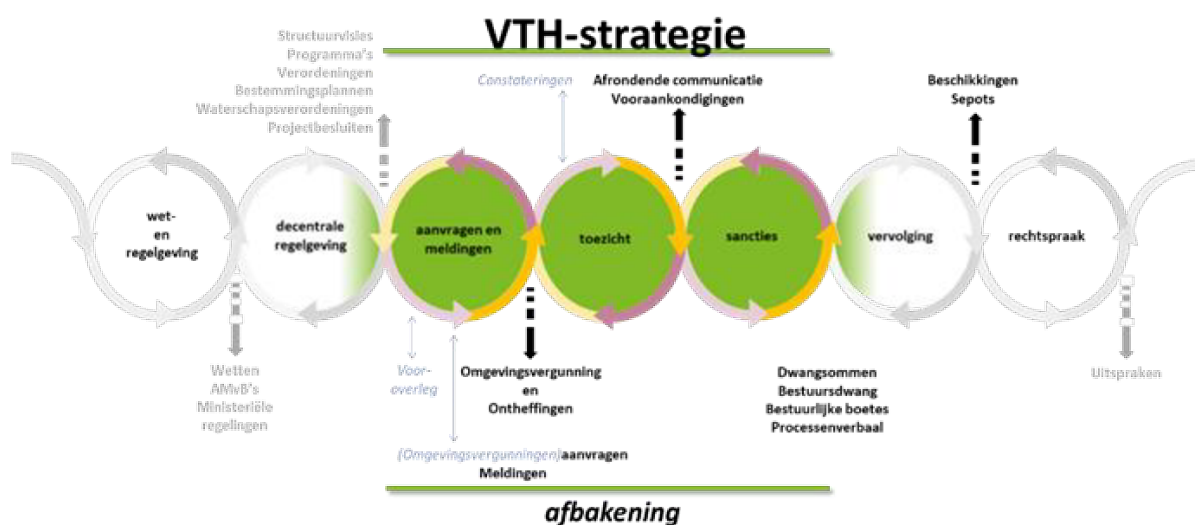 VTH-strategie
Structuurvisies
Programma's
Verordeningen
Bestemmingsplannen
Waterschapsverordeningen
Projectbesluiten
Constateringen
Afrondende communicatie
Vooraankondigingen
Beschikkingen
Sepots
wet-
en
regelgeving
decentrale
regelgeving
aanvragen en
meldingen
toezicht
sancties
vervolging
rechtspraak
Wetten
AMvB's
Ministeriële
regelingen
Voor-
overleg
Omgevingsvergunning
en
Ontheffingen
(Omgevingsvergunningen)aanvragen
Meldingen
Dwangsommen
Bestuursdwang
Bestuurlijke boetes
Processenverbaal
Uitspraken
afbakening